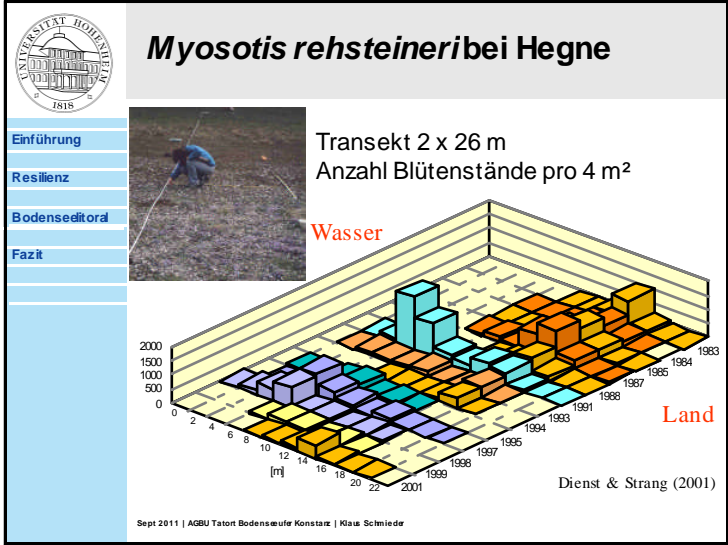 UNIVERSITÄT HOHENHEIM
1818
Myosotis rehsteineri bei Hegne
Einführung
Resilienz
Bodenseelitoral
Fazit
Transekt 2 x 26 m
Anzahl Blütenstände pro 4 m²
Wasser
2000
1500
1000
500
0
0
2
4
6
8
10
12
14
16
18
20
22
[m]
1983
1984
1985
1987
1988
1991
1993
1994
1995
1997
1998
1999
2001
Land
Dienst & Strang (2001)
Sept 2011 | AGBU Tatort Bodenseeufer Konstanz | Klaus Schmieder